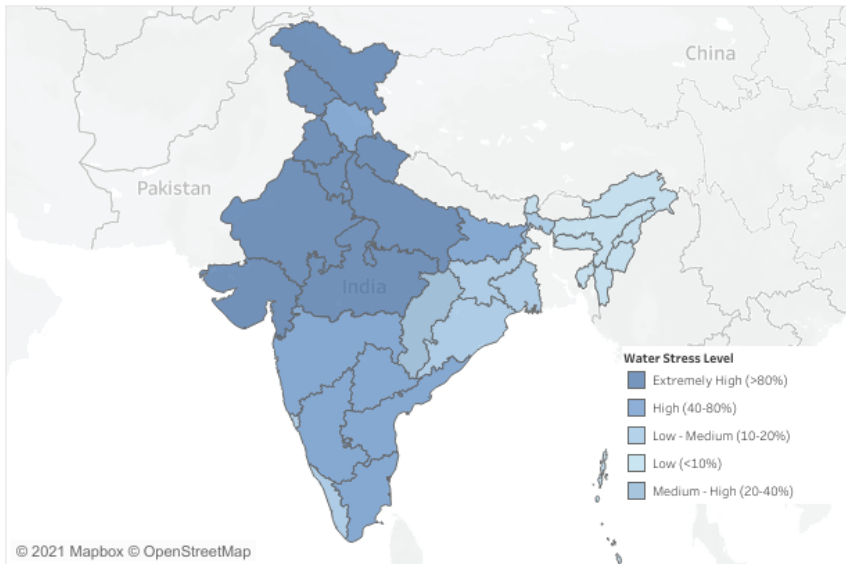 China
Pakistan
India
Water Stress Level
Extremely High (>80%)
High (40-80%)
Low - Medium (10-20%)
Low (<10%)
Medium - High (20-40%)
© 2021 Mapbox © OpenStreetMap